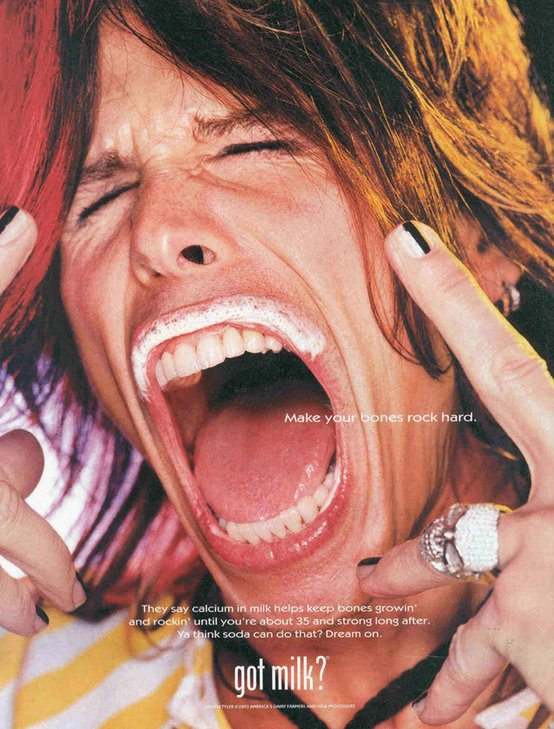 Make your bones rock hard.
They say calcium in milk helps keep bones growin'
and rockin' until you're about 35 and strong long after.
Ya think soda can do that? Dream on.
got milk?®
STEVEN TYLER ©2003 AMERICA'S DAIRY FARMERS AND MILK PROCESSORS